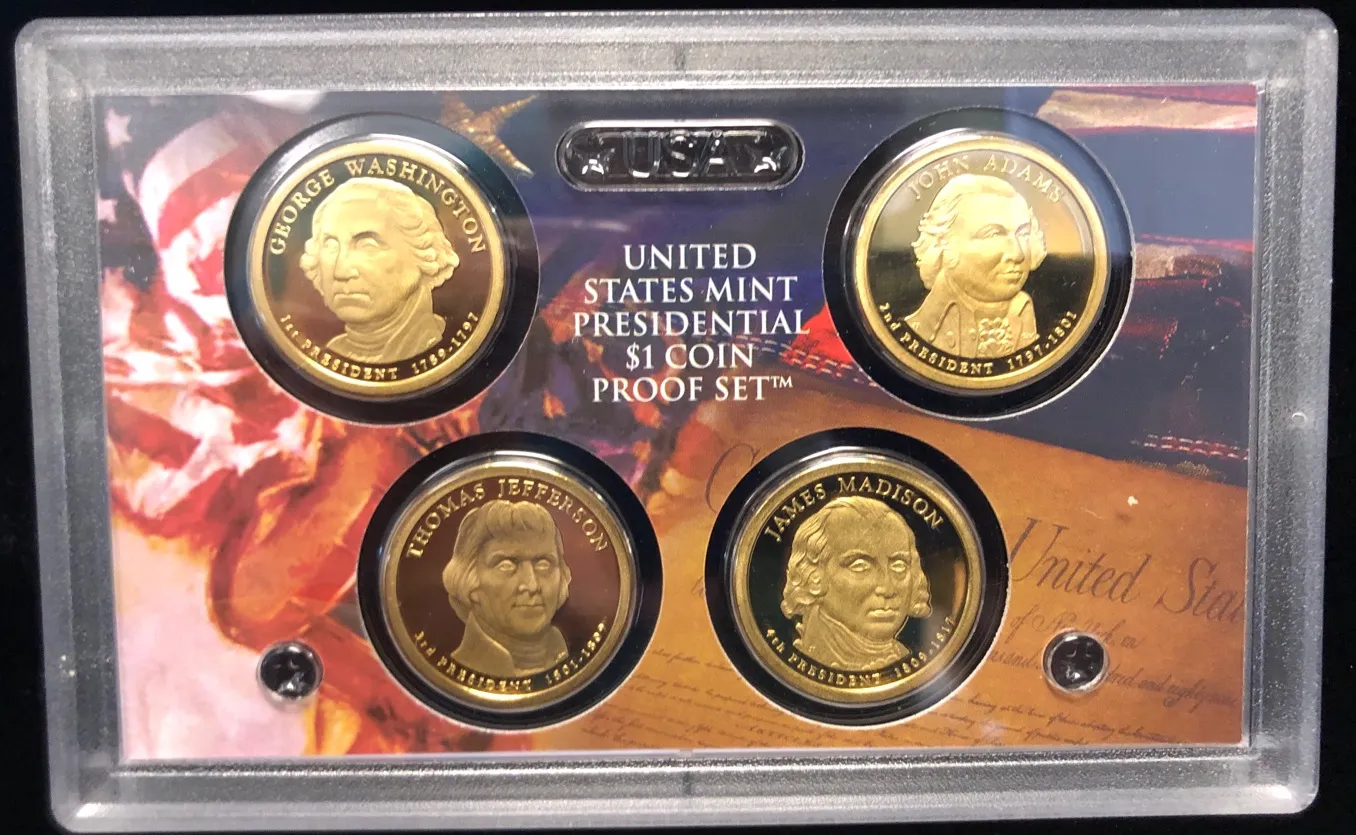 USA
GEORGE WASHINGTON
1st PRESIDENT 1789-1797
JOHN ADAMS
2nd PRESIDENT 1797-1801
UNITED
STATES MINT
PRESIDENTIAL
$1 COIN
PROOF SET™
THOMAS JEFFERSON
3rd PRESIDENT 1801-1809
JAMES MADISON
4th PRESIDENT 1809-1817
United Stat